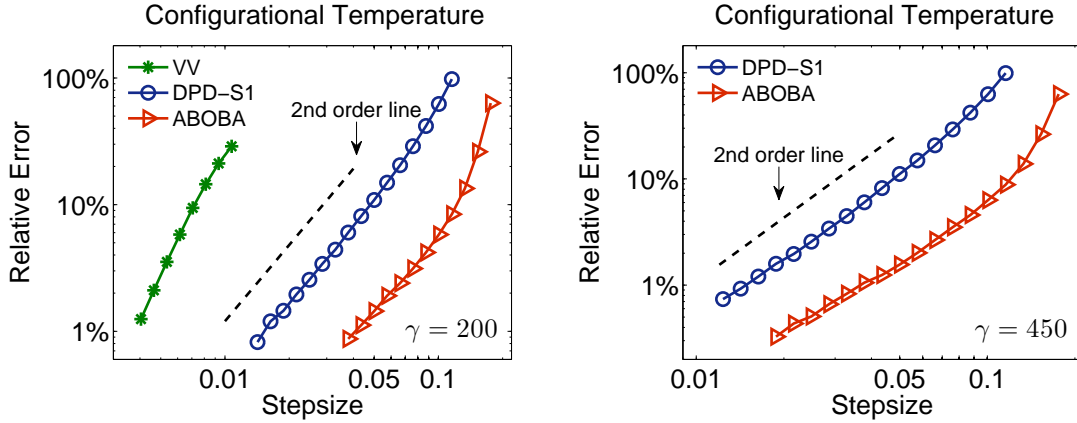 Configurational Temperature
VV
DPD-S1
ABOBA
2nd order line
γ = 200
100%
10%
1%
Relative Error
0.01
0.05
0.1
Stepsize
Configurational Temperature
DPD-S1
ABOBA
2nd order line
γ = 450
100%
10%
1%
Relative Error
0.01
0.05
0.1
Stepsize